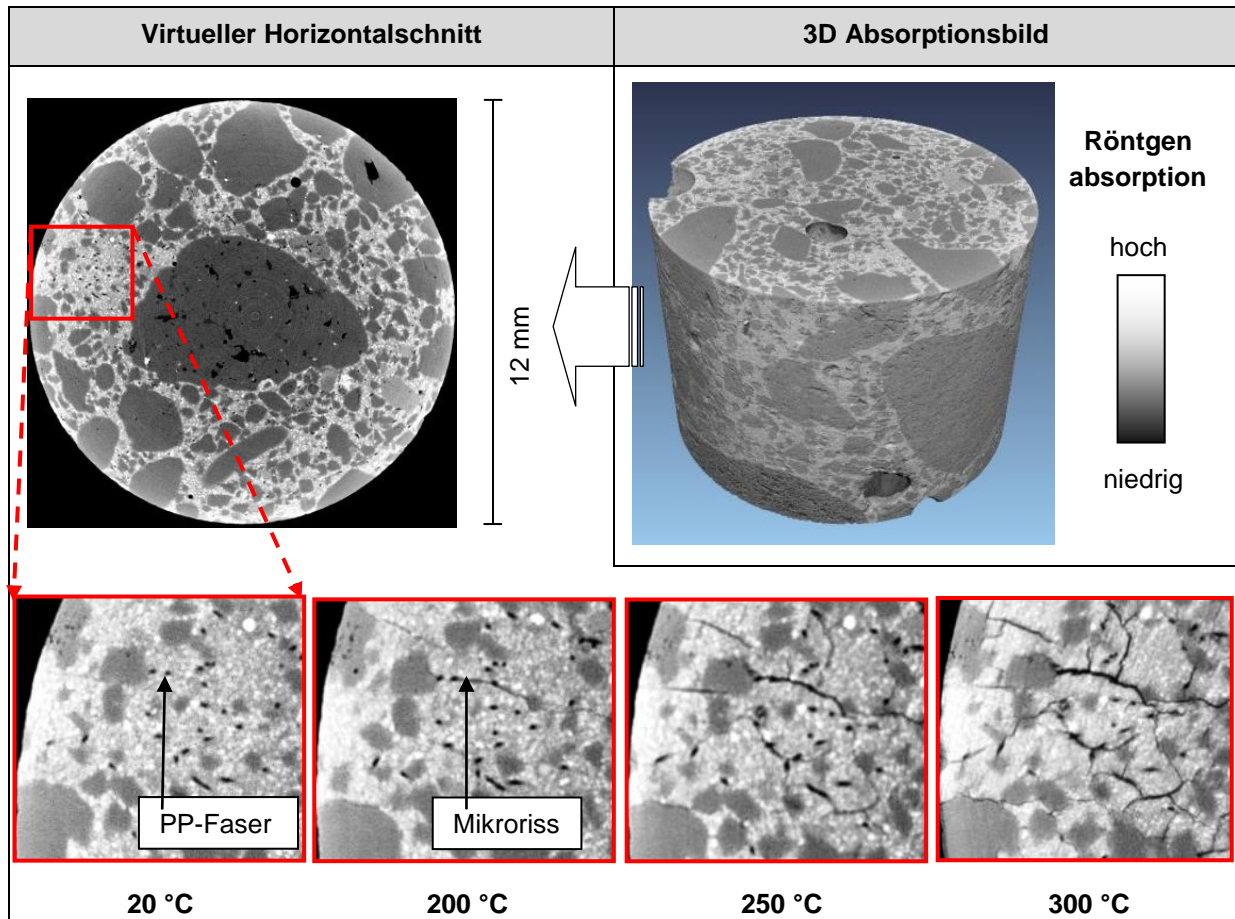 Virtueller Horizontalschnitt
3D Absorptionsbild
12 mm
Röntgen
absorption
hoch
niedrig
PP-Faser
Mikroriss
20 °C
200 °C
250 °C
300 °C